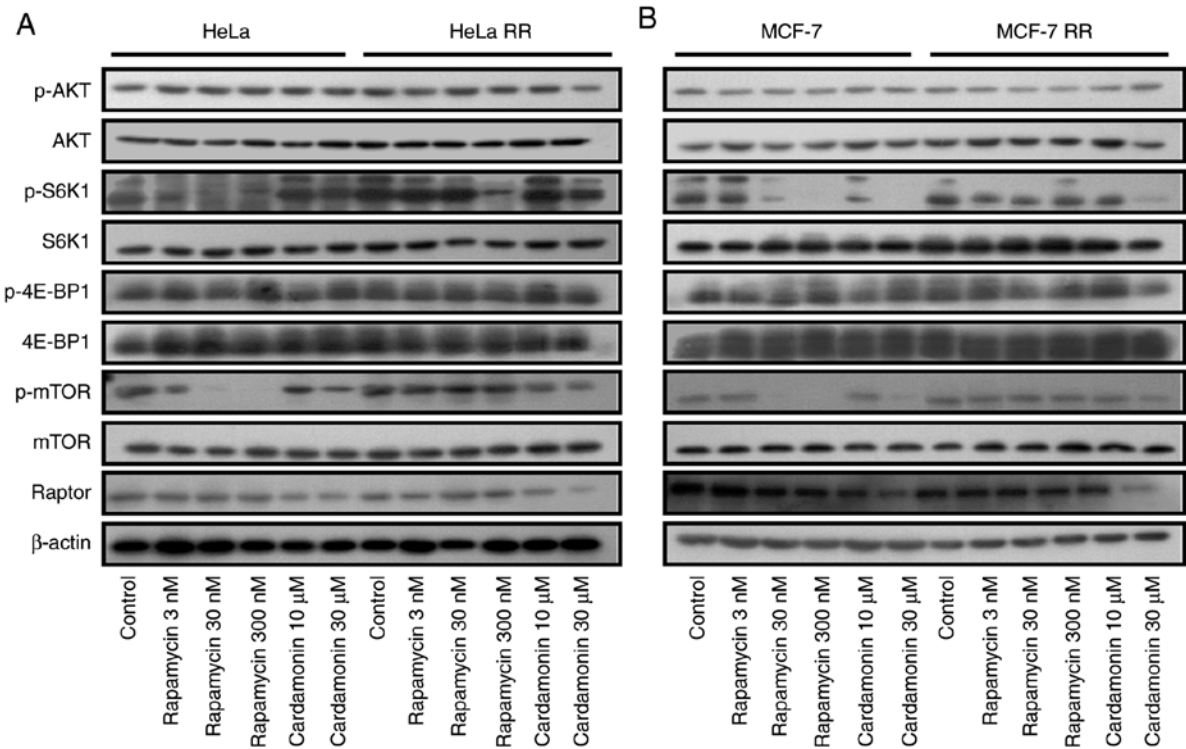 A
HeLa
HeLa RR
B
MCF-7
MCF-7 RR
p-AKT
AKT
p-S6K1
S6K1
p-4E-BP1
4E-BP1
p-mTOR
mTOR
Raptor
β-actin
Control
Rapamycin 3 nM
Rapamycin 30 nM
Rapamycin 300 nM
Cardamonin 10 μM
Cardamonin 30 μM
Control
Rapamycin 3 nM
Rapamycin 30 nM
Rapamycin 300 nM
Cardamonin 10 μM
Cardamonin 30 μM
Control
Rapamycin 3 nM
Rapamycin 30 nM
Rapamycin 300 nM
Cardamonin 10 μM
Cardamonin 30 μM
Control
Rapamycin 3 nM
Rapamycin 30 nM
Rapamycin 300 nM
Cardamonin 10 μM
Cardamonin 30 μM